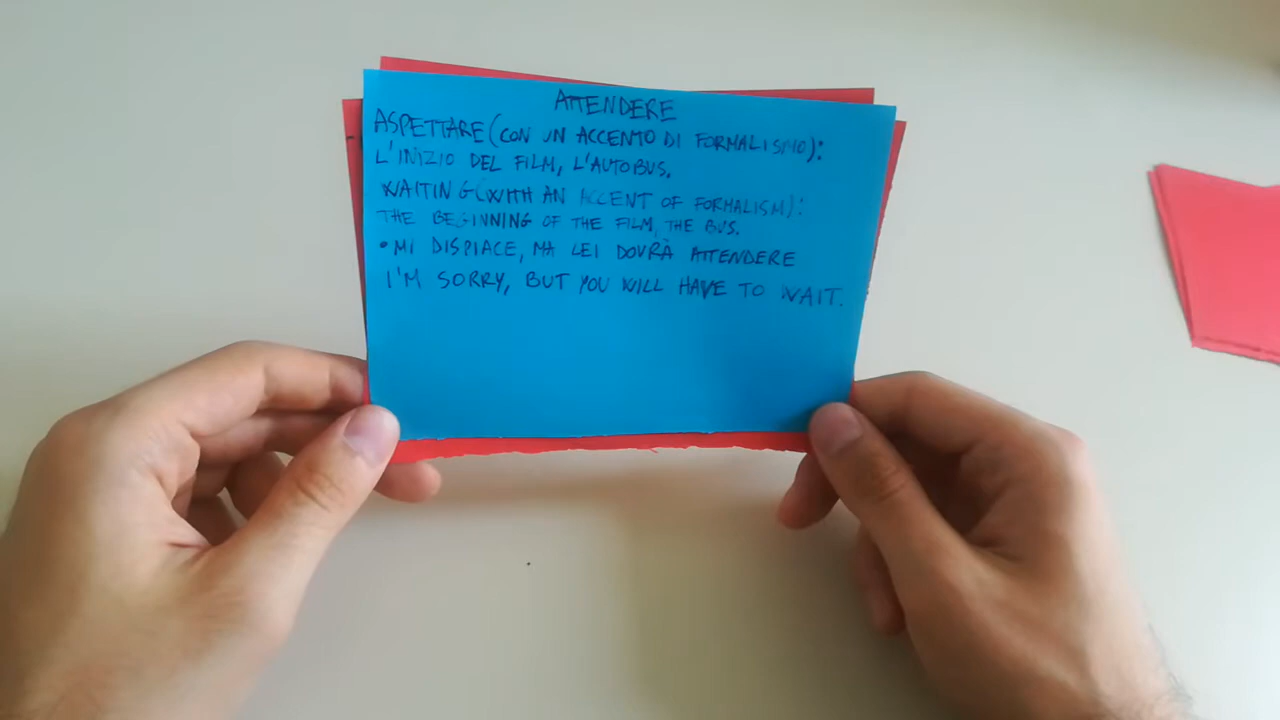 ATTENDERE
ASPETTARE (CON UN ACCENTO DI FORMALISMO):
L'INIZIO DEL FILM, L'AUTOBUS.
WAITING (WITH AN ACCENT OF FORMALISM):
THE BEGINNING OF THE FILM, THE BUS.
• MI DISPIACE, MA LEI DOVRÀ ATTENDERE
I'M SORRY, BUT YOU WILL HAVE TO WAIT.